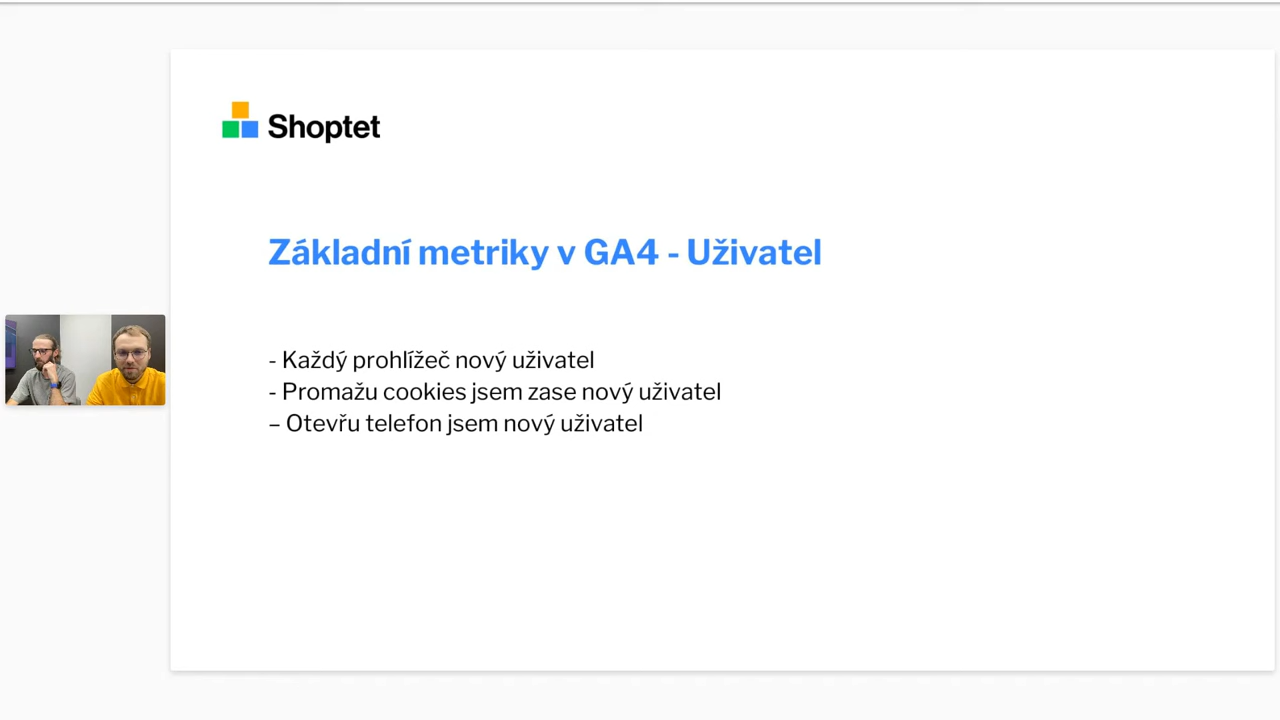 Shoptet
Základní metriky v GA4 - Uživatel
- Každý prohlížeč nový uživatel
- Promažu cookies jsem zase nový uživatel
– Otevřu telefon jsem nový uživatel